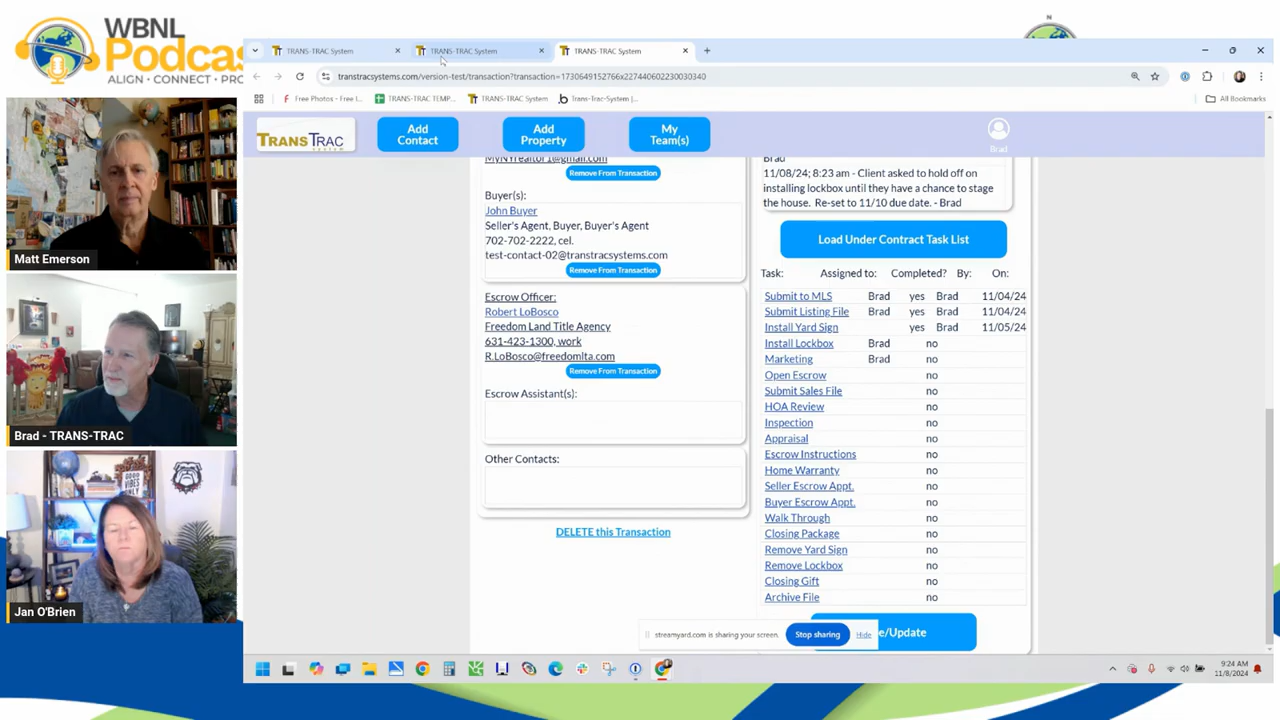 WBNL
Podcas
ALIGN - CONNECT - PRO
N
TRANS-TRAC System
TRANS-TRAC System
TRANS-TRAC System
transtracsystems.com/version-test/transaction?transaction=1730649152766x227440602230030340
Free Photos - Free I...
TRANS-TRAC TEMP...
TRANS-TRAC System
Trans-Trac-System |...
All Bookmarks
TRANSTRAC
SYSTEM
Add
Contact
Add
Property
My
Team(s)
Brad
MyNYrealtor1@gmail.com
Remove From Transaction
Buyer(s):
John Buyer
Seller's Agent, Buyer, Buyer's Agent
702-702-2222, cel.
test-contact-02@transtracsystems.com
Remove From Transaction
Escrow Officer:
Robert LoBosco
Freedom Land Title Agency
631-423-1300, work
R.LoBosco@freedomlta.com
Remove From Transaction
Escrow Assistant(s):
Other Contacts:
DELETE this Transaction
Brad
11/08/24; 8:23 am - Client asked to hold off on
installing lockbox until they have a chance to stage
the house. Re-set to 11/10 due date. - Brad
Load Under Contract Task List
Task: Assigned to: Completed? By: On:
Submit to MLS Brad yes Brad 11/04/24
Submit Listing File Brad yes Brad 11/04/24
Install Yard Sign yes Brad 11/05/24
Install Lockbox Brad no
Marketing Brad no
Open Escrow no
Submit Sales File no
HOA Review no
Inspection no
Appraisal no
Escrow Instructions no
Home Warranty no
Seller Escrow Appt. no
Buyer Escrow Appt. no
Walk Through no
Closing Package no
Remove Yard Sign no
Remove Lockbox no
Closing Gift no
Archive File no
e/Update
streamyard.com is sharing your screen.
Stop sharing
Hide
9:24 AM
11/8/2024
Matt Emerson
Brad - TRANS-TRAC
GOOD
VIBES
ONLY
Jan O'Brien